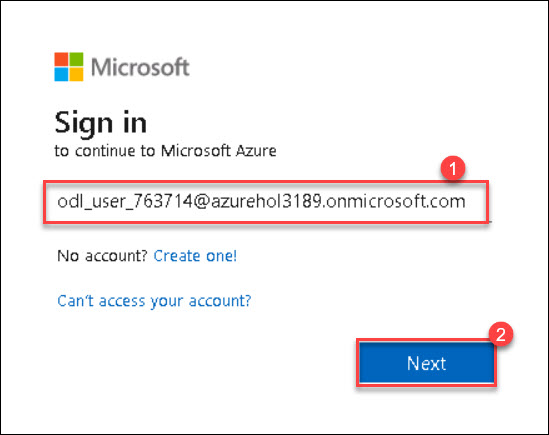 Microsoft
Sign in
to continue to Microsoft Azure
1
odl_user_763714@azurehol3189.onmicrosoft.com
No account? Create one!
Can't access your account?
2
Next